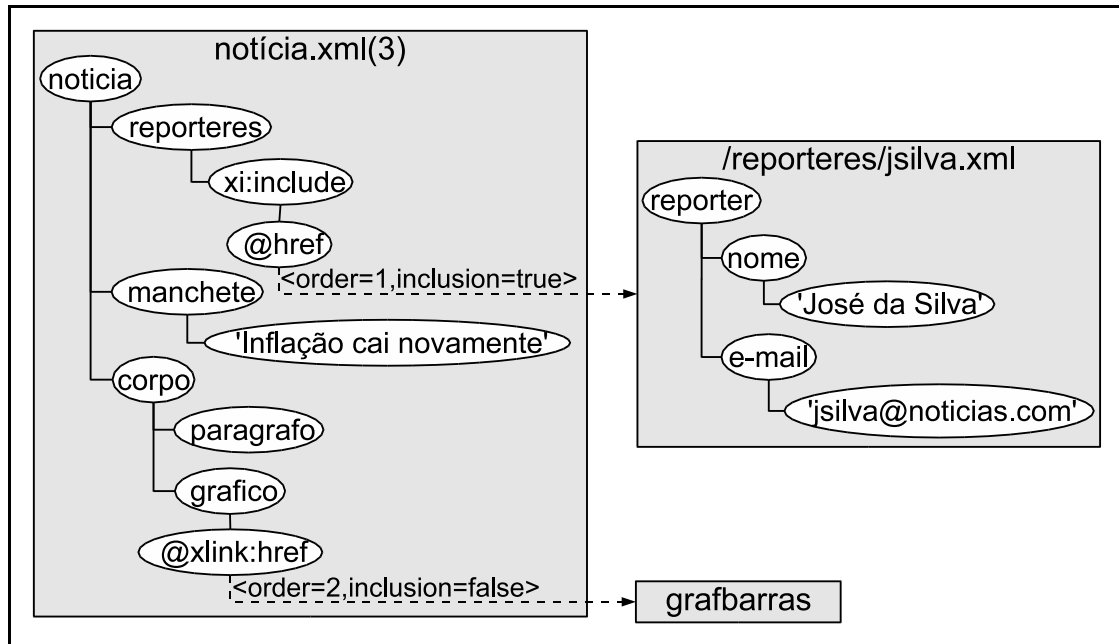 notícia.xml(3)
noticia
reporteres
xi:include
@href
<order=1,inclusion=true>
manchete
'Inflação cai novamente'
corpo
paragrafo
grafico
@xlink:href
<order=2,inclusion=false>
/reporteres/jsilva.xml
reporter
nome
'José da Silva'
e-mail
'jsilva@noticias.com'
grafbarras